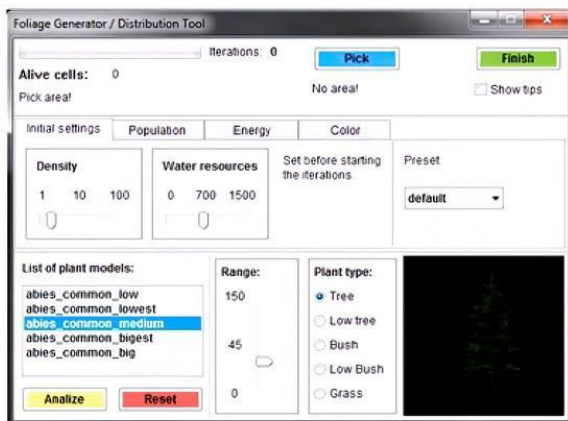 Foliage Generator / Distribution Tool
Iterations: 0
Pick
Finish
Alive cells: 0
Pick area!
No area!
Show tips
Initial settings
Population
Energy
Color
Density
1 10 100
Water resources
0 700 1500
Set before starting
the iterations.
Preset
default
List of plant models:
abies_common_low
abies_common_lowest
abies_common_medium
abies_common_bigest
abies_common_big
Analize
Reset
Range:
150
45
0
Plant type:
Tree
Low tree
Bush
Low Bush
Grass